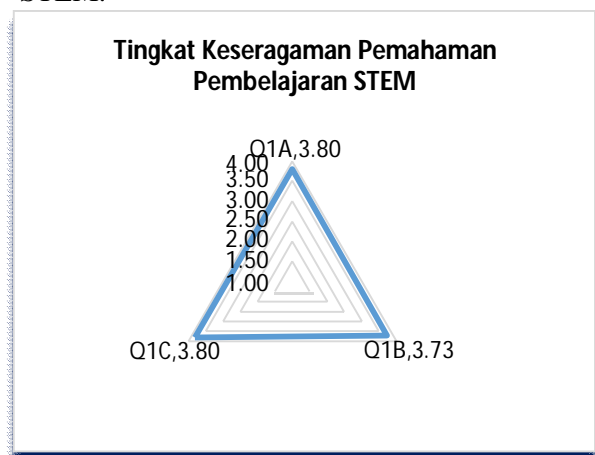 STEM.
Tingkat Keseragaman Pemahaman
Pembelajaran STEM
Q1A,3.80
4.00
3.50
3.00
2.50
2.00
1.50
1.00
Q1C,3.80
Q1B,3.73